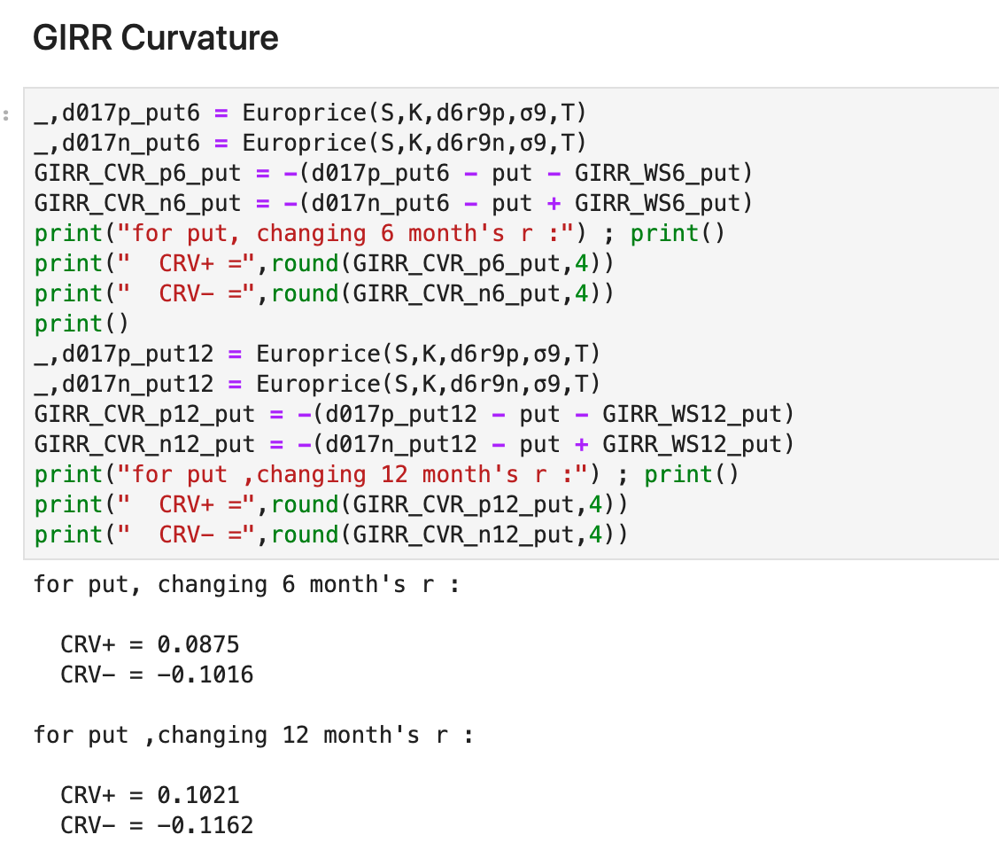 GIRR Curvature
:
_,d017p_put6 = Europrice(S,K,d6r9p,σ9,T)
_,d017n_put6 = Europrice(S,K,d6r9n,σ9,T)
GIRR_CVR_p6_put = -(d017p_put6 - put - GIRR_WS6_put)
GIRR_CVR_n6_put = -(d017n_put6 - put + GIRR_WS6_put)
print("for put, changing 6 month's r :") ; print()
print("  CRV+ =",round(GIRR_CVR_p6_put,4))
print("  CRV- =",round(GIRR_CVR_n6_put,4))
print()
_,d017p_put12 = Europrice(S,K,d6r9p,σ9,T)
_,d017n_put12 = Europrice(S,K,d6r9n,σ9,T)
GIRR_CVR_p12_put = -(d017p_put12 - put - GIRR_WS12_put)
GIRR_CVR_n12_put = -(d017n_put12 - put + GIRR_WS12_put)
print("for put ,changing 12 month's r :") ; print()
print("  CRV+ =",round(GIRR_CVR_p12_put,4))
print("  CRV- =",round(GIRR_CVR_n12_put,4))
for put, changing 6 month's r :
  CRV+ = 0.0875
  CRV- = -0.1016
for put ,changing 12 month's r :
  CRV+ = 0.1021
  CRV- = -0.1162